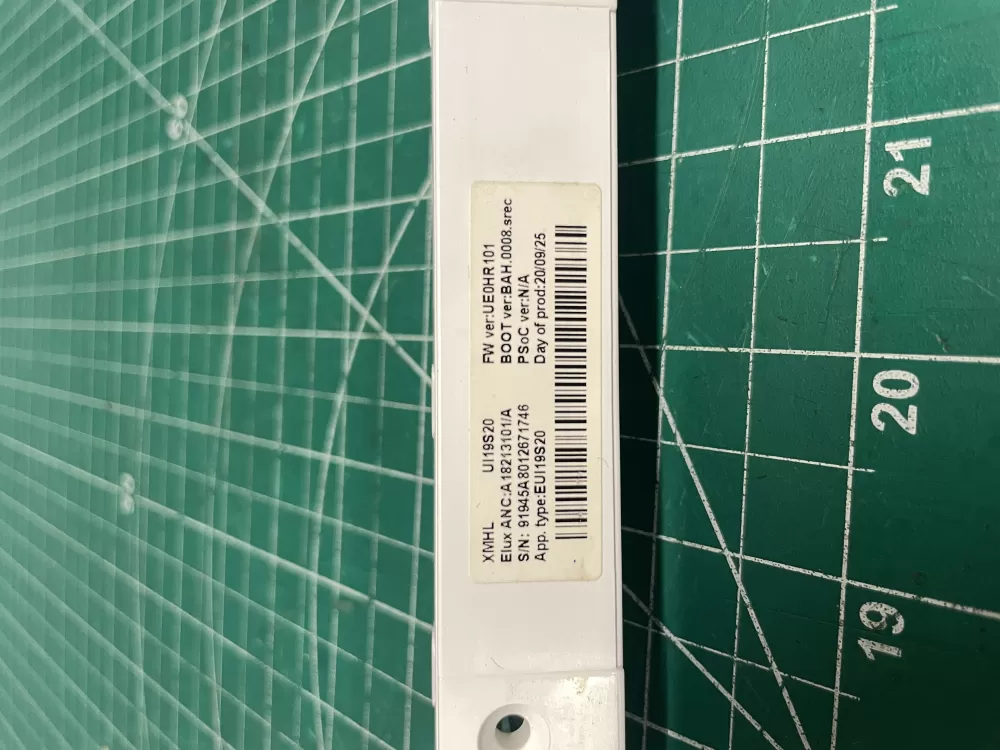 XMHL UI19S20
Elux ANC:A18213101/A
S/N: 91945A8012671746
App. type:EUI19S20
FW ver:UE0HR101
BOOT ver:BAH.0008.srec
PSoC ver:N/A
Day of prod:20/09/25
21
20
19